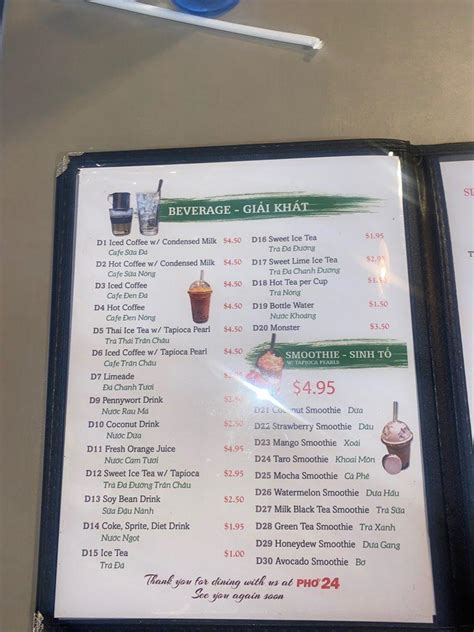 BEVERAGE - GIẢI KHÁT
D1 Iced Coffee w/ Condensed Milk $4.50
Cafe Sữa Đá
D2 Hot Coffee w/ Condensed Milk $4.50
Cafe Sữa Nóng
D3 Iced Coffee $4.50
Cafe Đen Đá
D4 Hot Coffee $4.50
Cafe Đen Nóng
D5 Thai Ice Tea w/ Tapioca Pearl $4.50
Trà Thái Trân Châu
D6 Iced Coffee w/ Tapioca Pearl $4.50
Cafe Trân Châu
D7 Limeade
Đá Chanh Tươi
D9 Pennywort Drink
Nước Rau Má
D10 Coconut Drink $2.50
Nước Dừa
D11 Fresh Orange Juice $4.95
Nước Cam Tươi
D12 Sweet Ice Tea w/ Tapioca $2.95
Trà Đá Đường Trân Châu
D13 Soy Bean Drink $2.50
Sữa Đậu Nành
D14 Coke, Sprite, Diet Drink $1.95
Nước Ngọt
D15 Ice Tea $1.00
Trà Đá
D16 Sweet Ice Tea $1.95
Trà Đá Đường
D17 Sweet Lime Ice Tea
Trà Đá Chanh Đường
D18 Hot Tea per Cup $1.50
Trà Nóng
D19 Bottle Water $1.50
Nước Khoáng
D20 Monster $3.50
SMOOTHIE - SINH TỐ
W/ TAPIOCA PEARLS
$4.95
D21 Coconut Smoothie Dừa
D22 Strawberry Smoothie Dâu
D23 Mango Smoothie Xoài
D24 Taro Smoothie Khoai Môn
D25 Mocha Smoothie Cà Phê
D26 Watermelon Smoothie Dưa Hấu
D27 Milk Black Tea Smoothie Trà Sữa
D28 Green Tea Smoothie Trà Xanh
D29 Honeydew Smoothie Dưa Gang
D30 Avocado Smoothie Bơ
Thank you for dining with us at PHỞ 24
See you again soon